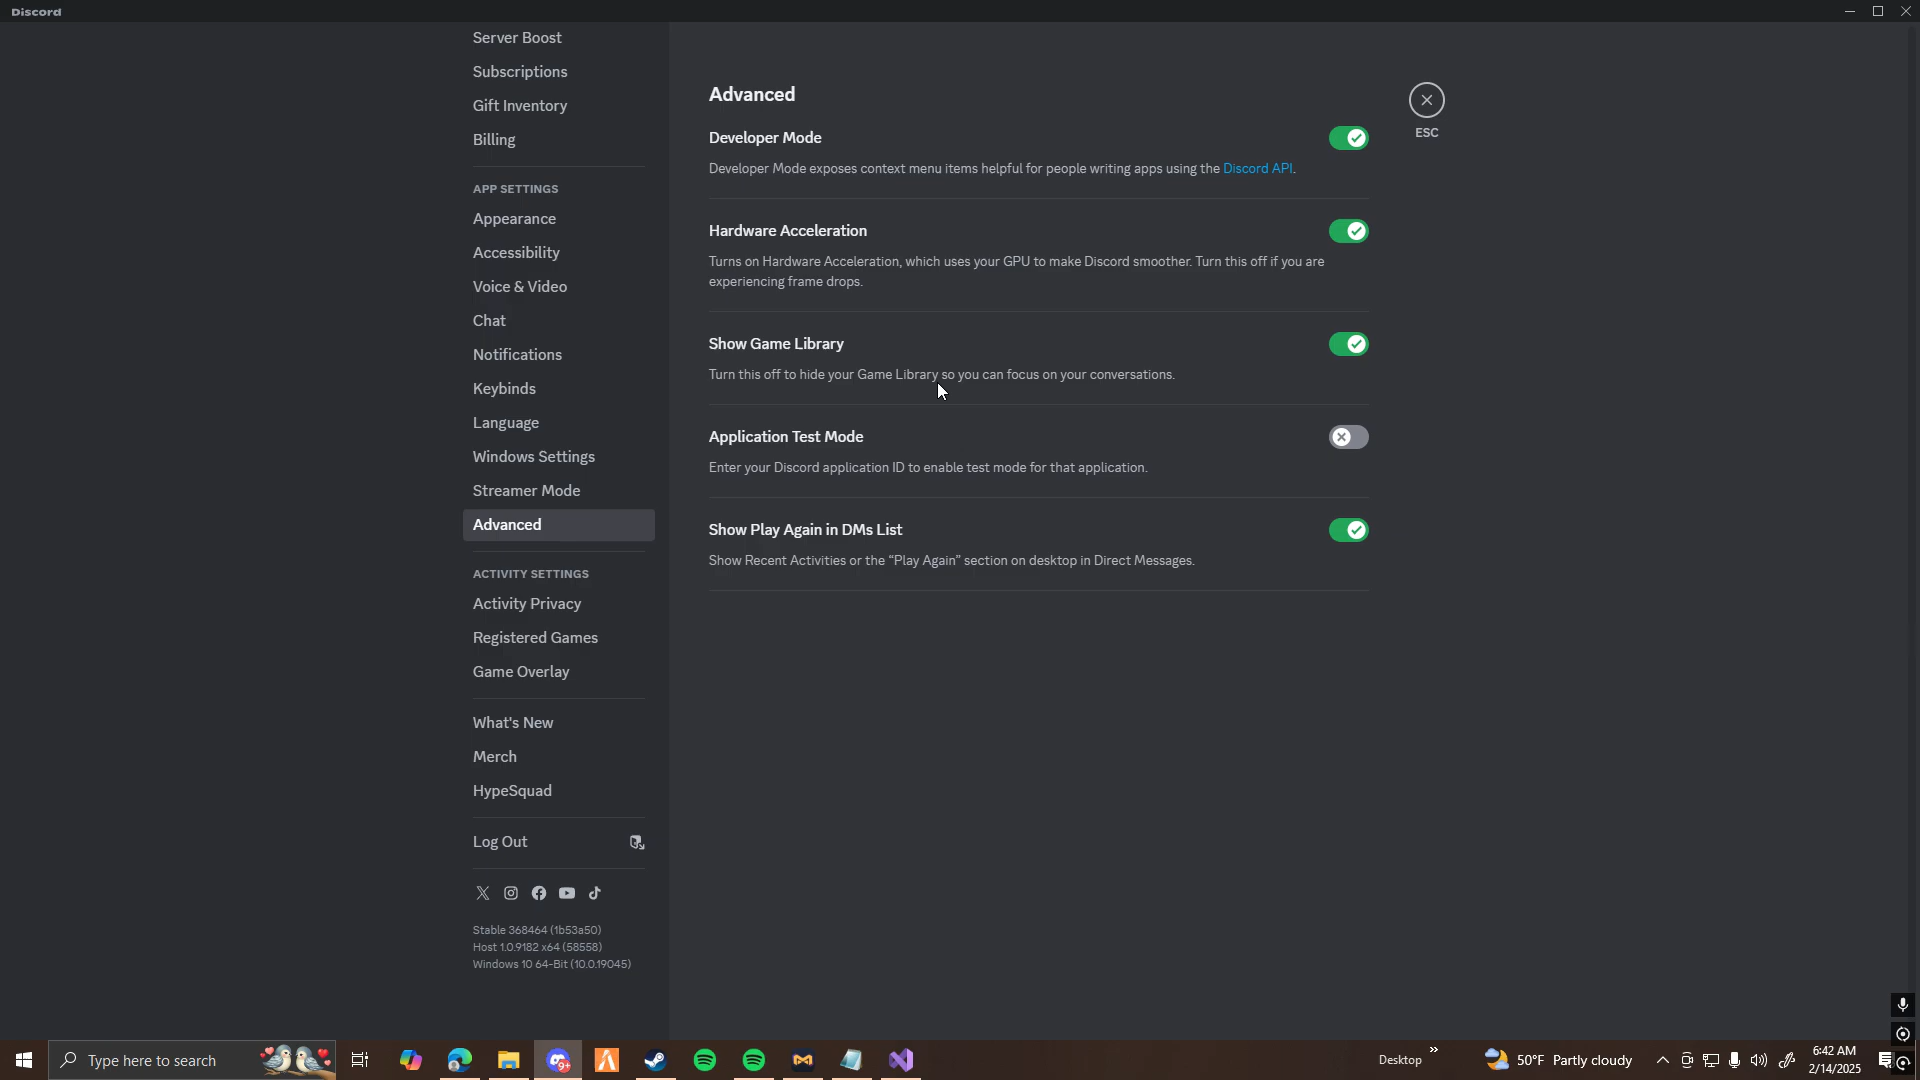 Discord
Server Boost
Subscriptions
Gift Inventory
Billing
APP SETTINGS
Appearance
Accessibility
Voice & Video
Chat
Notifications
Keybinds
Language
Windows Settings
Streamer Mode
Advanced
ACTIVITY SETTINGS
Activity Privacy
Registered Games
Game Overlay
What's New
Merch
HypeSquad
Log Out
Stable 368464 (1b53a50)
Host 1.0.9182 x64 (58558)
Windows 10 64-Bit (10.0.19045)
Advanced
ESC
Developer Mode
Developer Mode exposes context menu items helpful for people writing apps using the Discord API.
Hardware Acceleration
Turns on Hardware Acceleration, which uses your GPU to make Discord smoother. Turn this off if you are
experiencing frame drops.
Show Game Library
Turn this off to hide your Game Library so you can focus on your conversations.
Application Test Mode
Enter your Discord application ID to enable test mode for that application.
Show Play Again in DMs List
Show Recent Activities or the “Play Again” section on desktop in Direct Messages.
Type here to search
9+
Desktop
50°F Partly cloudy
6:42 AM
2/14/2025